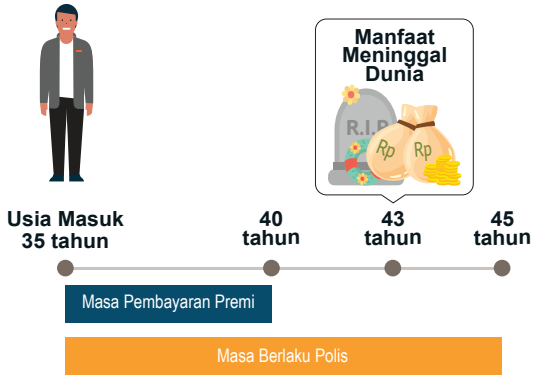 Manfaat
Meninggal
Dunia
R.I.P
Rp
Rp
Usia Masuk
35 tahun
40
tahun
43
tahun
45
tahun
Masa Pembayaran Premi
Masa Berlaku Polis